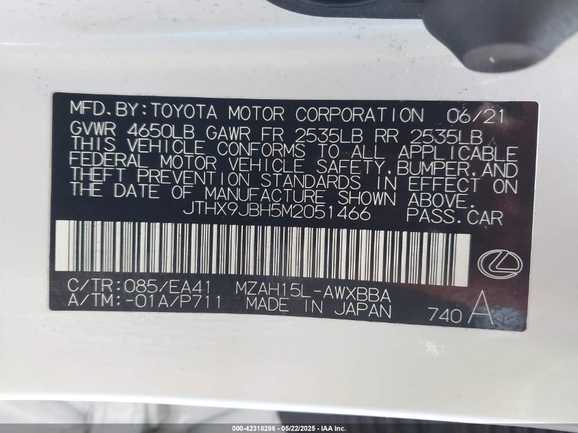 MFD. BY: TOYOTA MOTOR CORPORATION 06/21
GVWR 4650LB GAWR FR 2535LB RR 2535LB
THIS VEHICLE CONFORMS TO ALL APPLICABLE
FEDERAL MOTOR VEHICLE SAFETY, BUMPER, AND
THEFT PREVENTION STANDARDS IN EFFECT ON
THE DATE OF MANUFACTURE SHOWN ABOVE.
JTHX9JBH5M2051466 PASS. CAR
C/TR: 085/EA41 MZAH15L-AWXBBA
A/TM: -01A/P711 MADE IN JAPAN 740 A
000-42318298 - 05/22/2025 - IAA Inc.